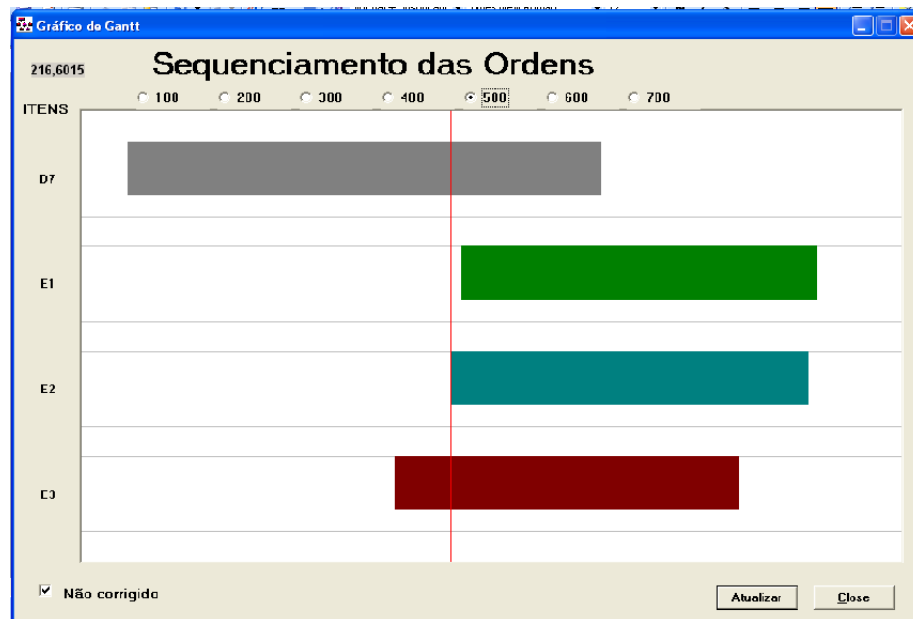 Gráfico de Gantt
Sequenciamento das Ordens
216,6015
100 200 300 400 500 600 700
ITENS
D7
E1
E2
E3
Não corrigido
Atualizar Close